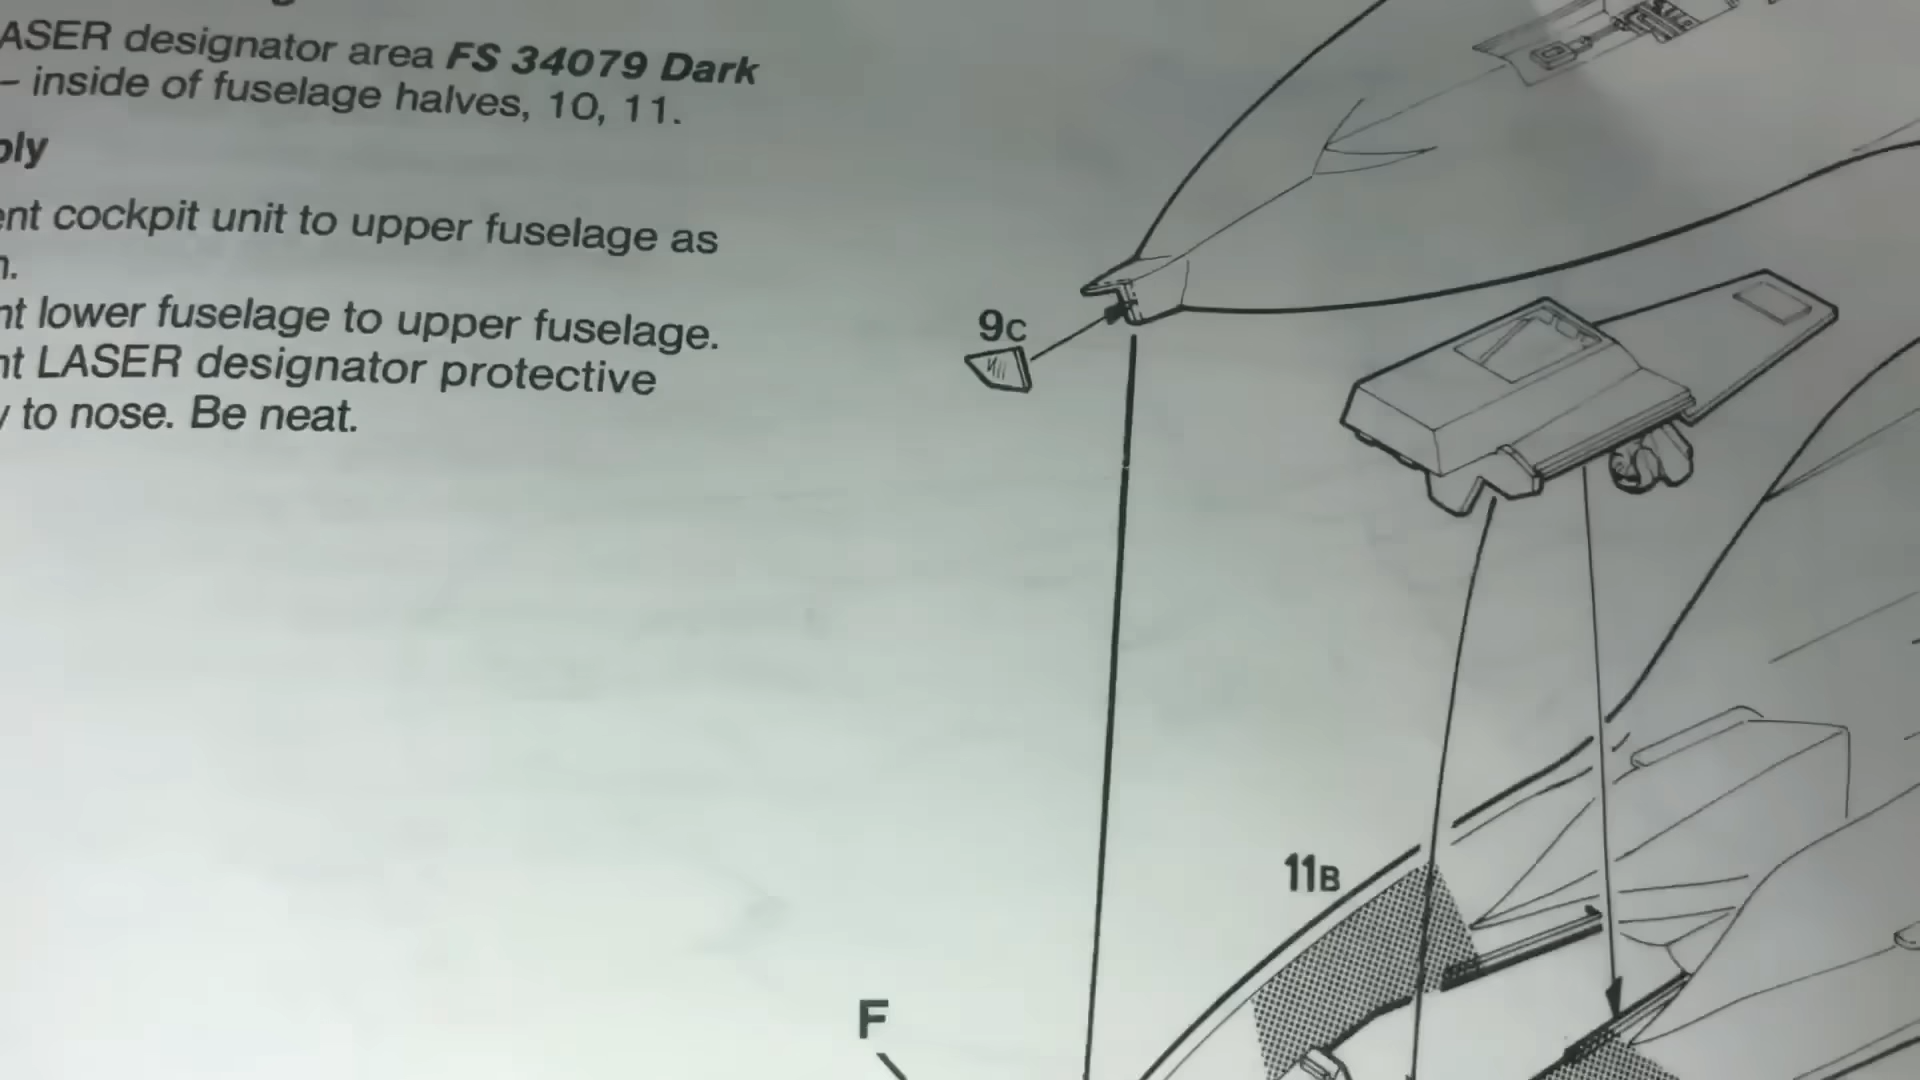 ASER designator area FS 34079 Dark
– inside of fuselage halves, 10, 11.
ply
ent cockpit unit to upper fuselage as
n.
nt lower fuselage to upper fuselage.
nt LASER designator protective
y to nose. Be neat.
9C
11B
F